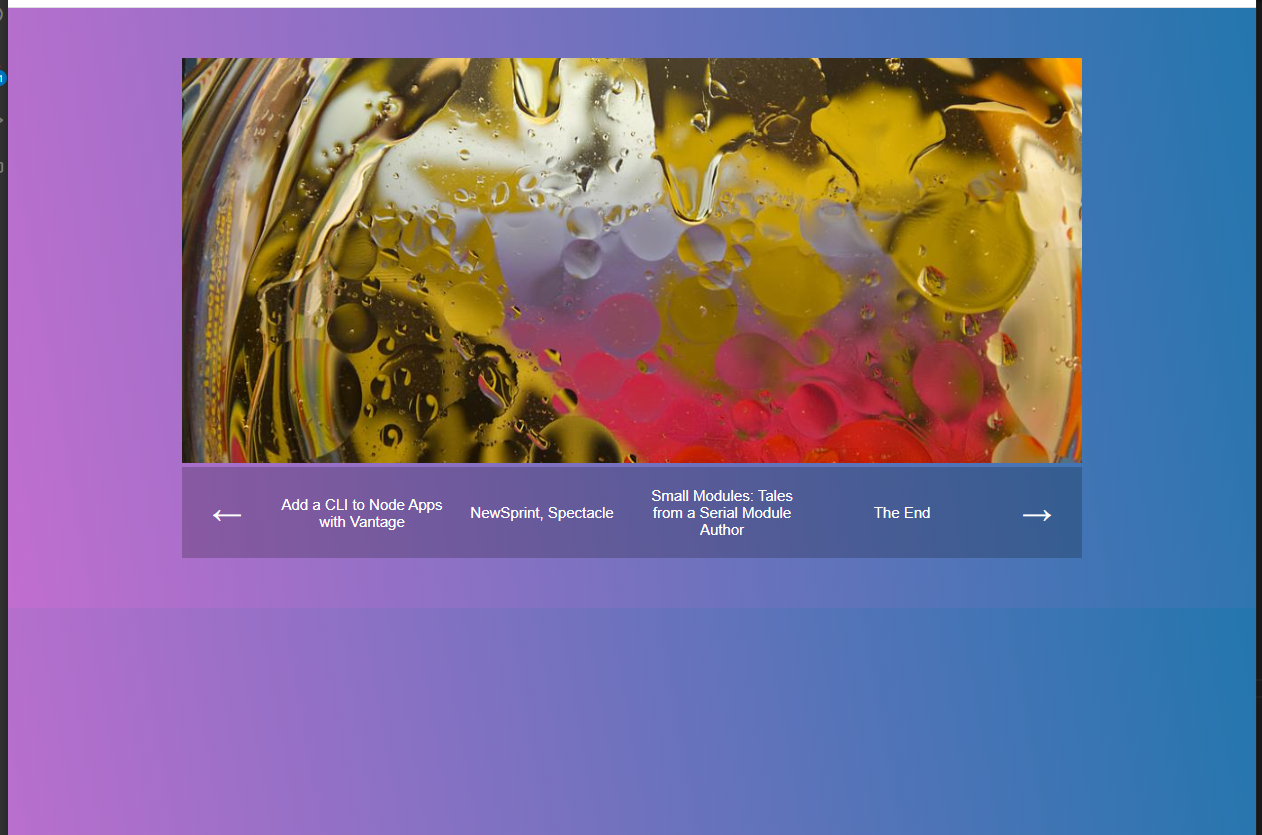 ←
Add a CLI to Node Apps
with Vantage
NewSprint, Spectacle
Small Modules: Tales
from a Serial Module
Author
The End
→